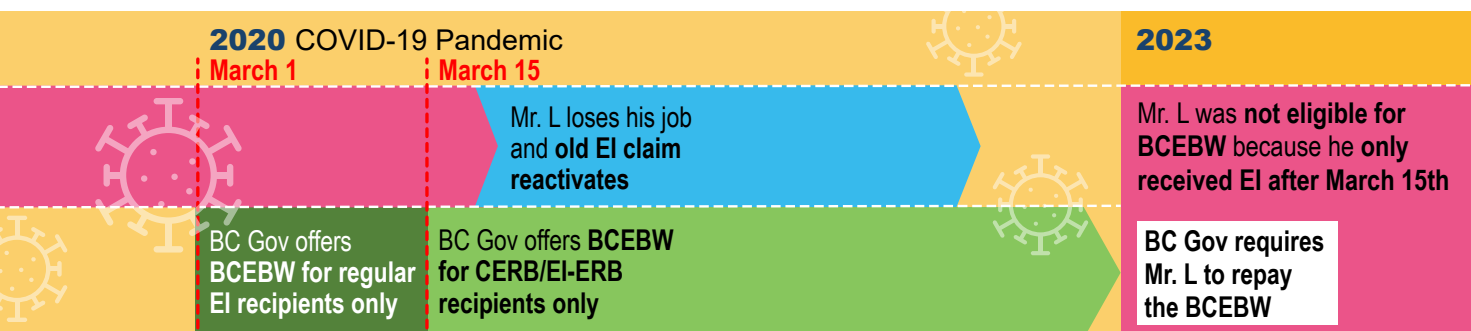 2020 COVID-19 Pandemic
March 1
March 15
Mr. L loses his job
and old EI claim
reactivates
BC Gov offers
BCEBW for regular
EI recipients only
BC Gov offers BCEBW
for CERB/EI-ERB
recipients only
2023
Mr. L was not eligible for
BCEBW because he only
received EI after March 15th
BC Gov requires
Mr. L to repay
the BCEBW